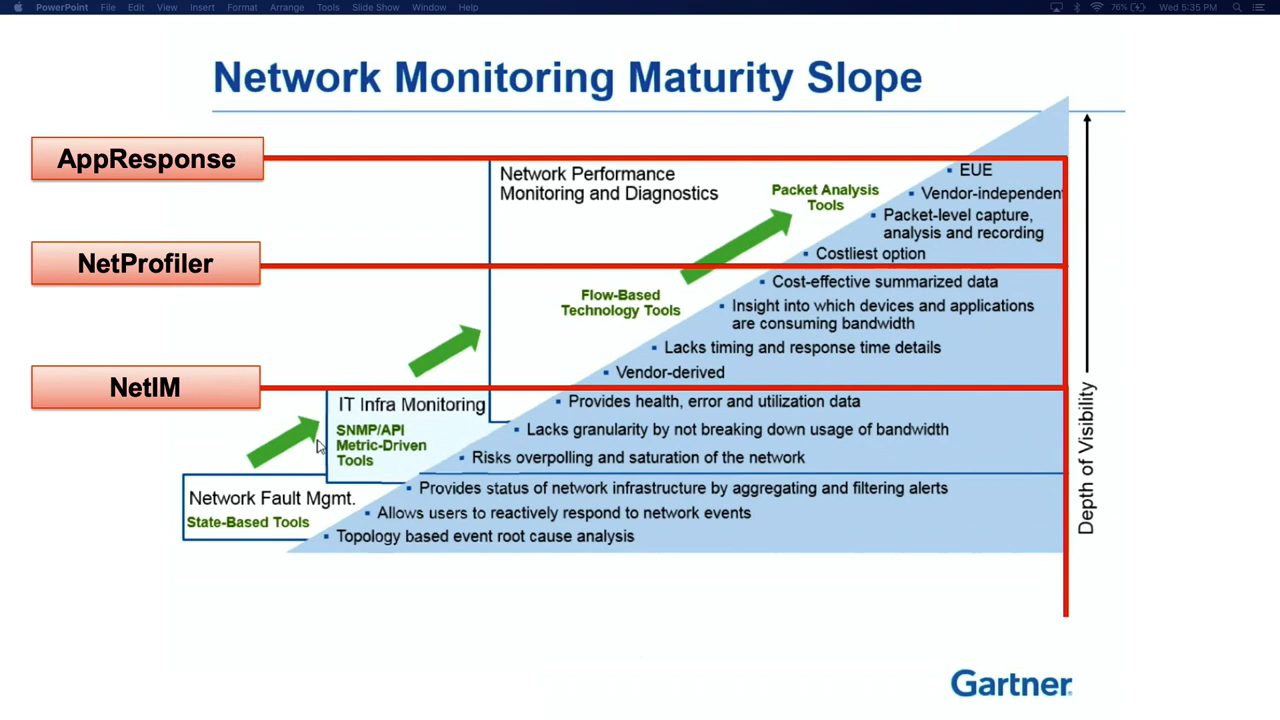 PowerPoint File Edit View Insert Format Arrange Tools Slide Show Window Help 76% Wed 5:35 PM
Network Monitoring Maturity Slope
AppResponse
NetProfiler
NetIM
Network Performance
Monitoring and Diagnostics
Packet Analysis
Tools
EUE
Vendor-independent
Packet-level capture,
analysis and recording
Costliest option
Flow-Based
Technology Tools
Cost-effective summarized data
Insight into which devices and applications
are consuming bandwidth
Lacks timing and response time details
Vendor-derived
IT Infra Monitoring
SNMP/API
Metric-Driven
Tools
Provides health, error and utilization data
Lacks granularity by not breaking down usage of bandwidth
Risks overpolling and saturation of the network
Network Fault Mgmt.
State-Based Tools
Provides status of network infrastructure by aggregating and filtering alerts
Allows users to reactively respond to network events
Topology based event root cause analysis
Depth of Visibility
Gartner